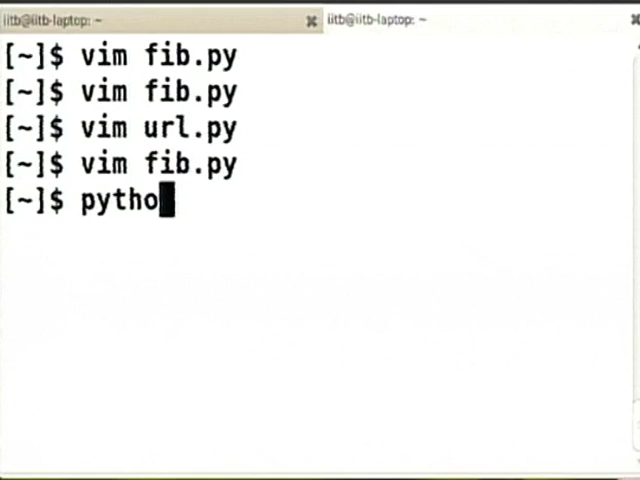 iitb@iitb-laptop: ~
iitb@iitb-laptop: ~
[~]$ vim fib.py
[~]$ vim fib.py
[~]$ vim url.py
[~]$ vim fib.py
[~]$ pytho